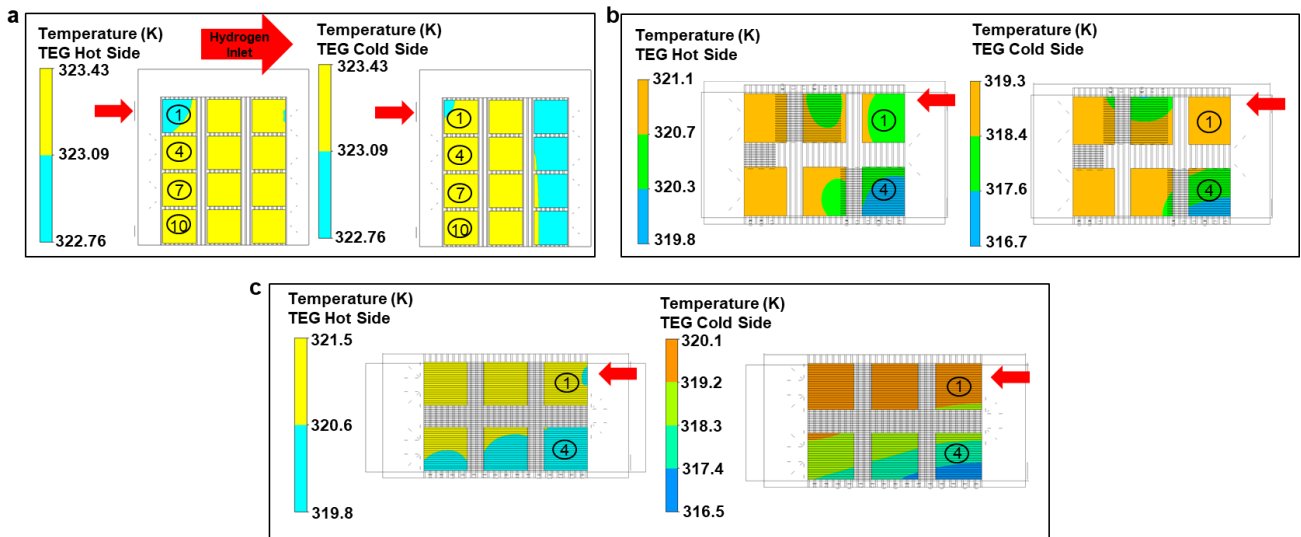 a
Temperature (K)
TEG Hot Side
Hydrogen
Inlet
Temperature (K)
TEG Cold Side
323.43
323.09
322.76
1
4
7
10
323.43
323.09
322.76
1
4
7
10
b
Temperature (K)
TEG Hot Side
321.1
320.7
320.3
319.8
1
4
Temperature (K)
TEG Cold Side
319.3
318.4
317.6
316.7
1
4
c
Temperature (K)
TEG Hot Side
321.5
320.6
319.8
1
4
Temperature (K)
TEG Cold Side
320.1
319.2
318.3
317.4
316.5
1
4